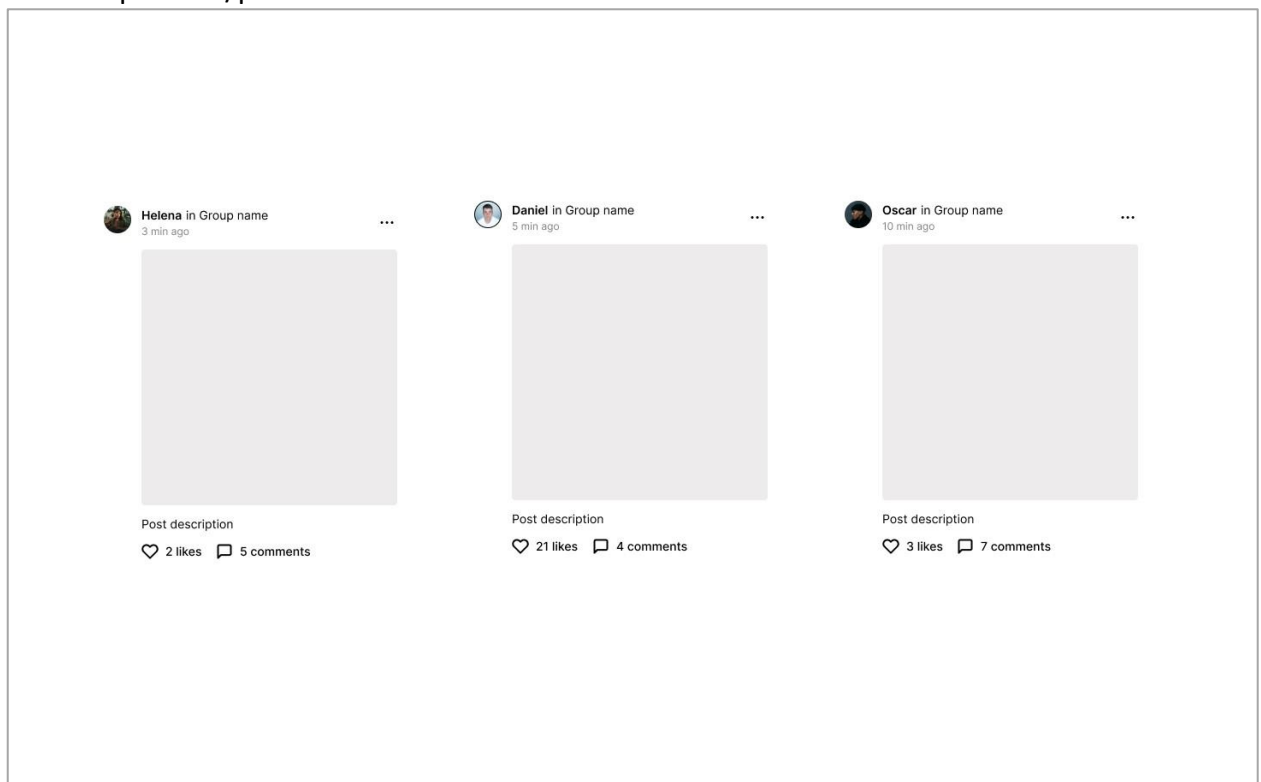 Helena in Group name
3 min ago
Post description
2 likes 5 comments
Daniel in Group name
5 min ago
Post description
21 likes 4 comments
Oscar in Group name
10 min ago
Post description
3 likes 7 comments